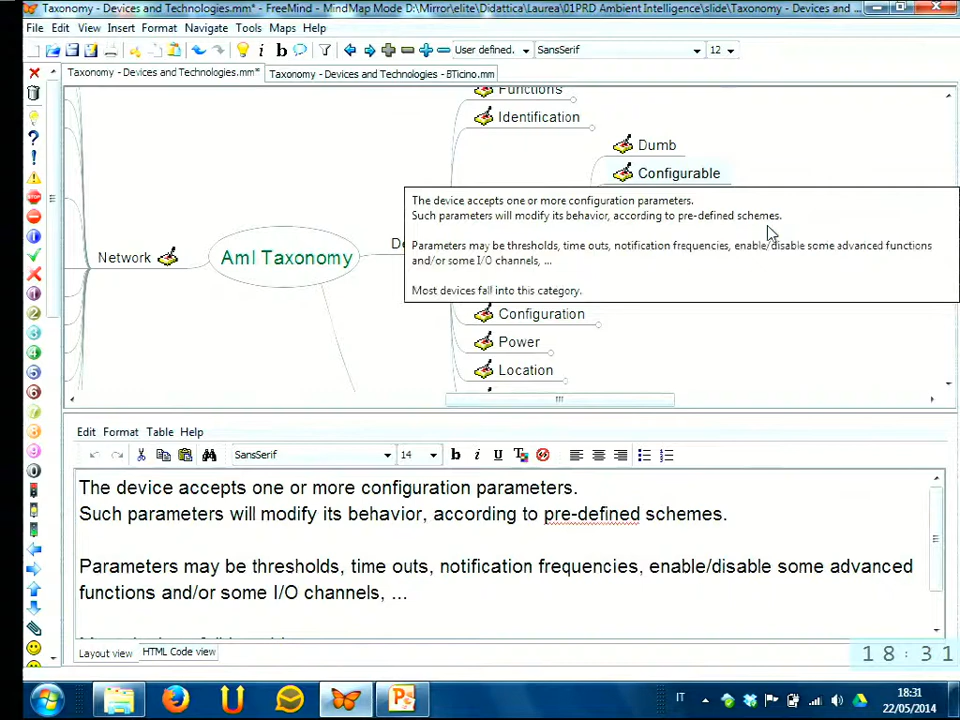 Taxonomy - Devices and Technologies.mm* - FreeMind - MindMap Mode D:\Mirror\elite\Didattica\Laurea\01PRD Ambient Intelligence\slide\Taxonomy - Devices and ...
File Edit View Insert Format Navigate Tools Maps Help
User defined. SansSerif 12
Taxonomy - Devices and Technologies.mm* Taxonomy - Devices and Technologies - BTicino.mm
Functions
Identification
Dumb
Configurable
The device accepts one or more configuration parameters.
Such parameters will modify its behavior, according to pre-defined schemes.
Parameters may be thresholds, time outs, notification frequencies, enable/disable some advanced functions
and/or some I/O channels, ...
Most devices fall into this category.
Network
AmI Taxonomy
Configuration
Power
Location
Edit Format Table Help
SansSerif 14
The device accepts one or more configuration parameters.
Such parameters will modify its behavior, according to pre-defined schemes.
Parameters may be thresholds, time outs, notification frequencies, enable/disable some advanced
functions and/or some I/O channels, ...
Layout view HTML Code view
18:31
IT
18:31
22/05/2014